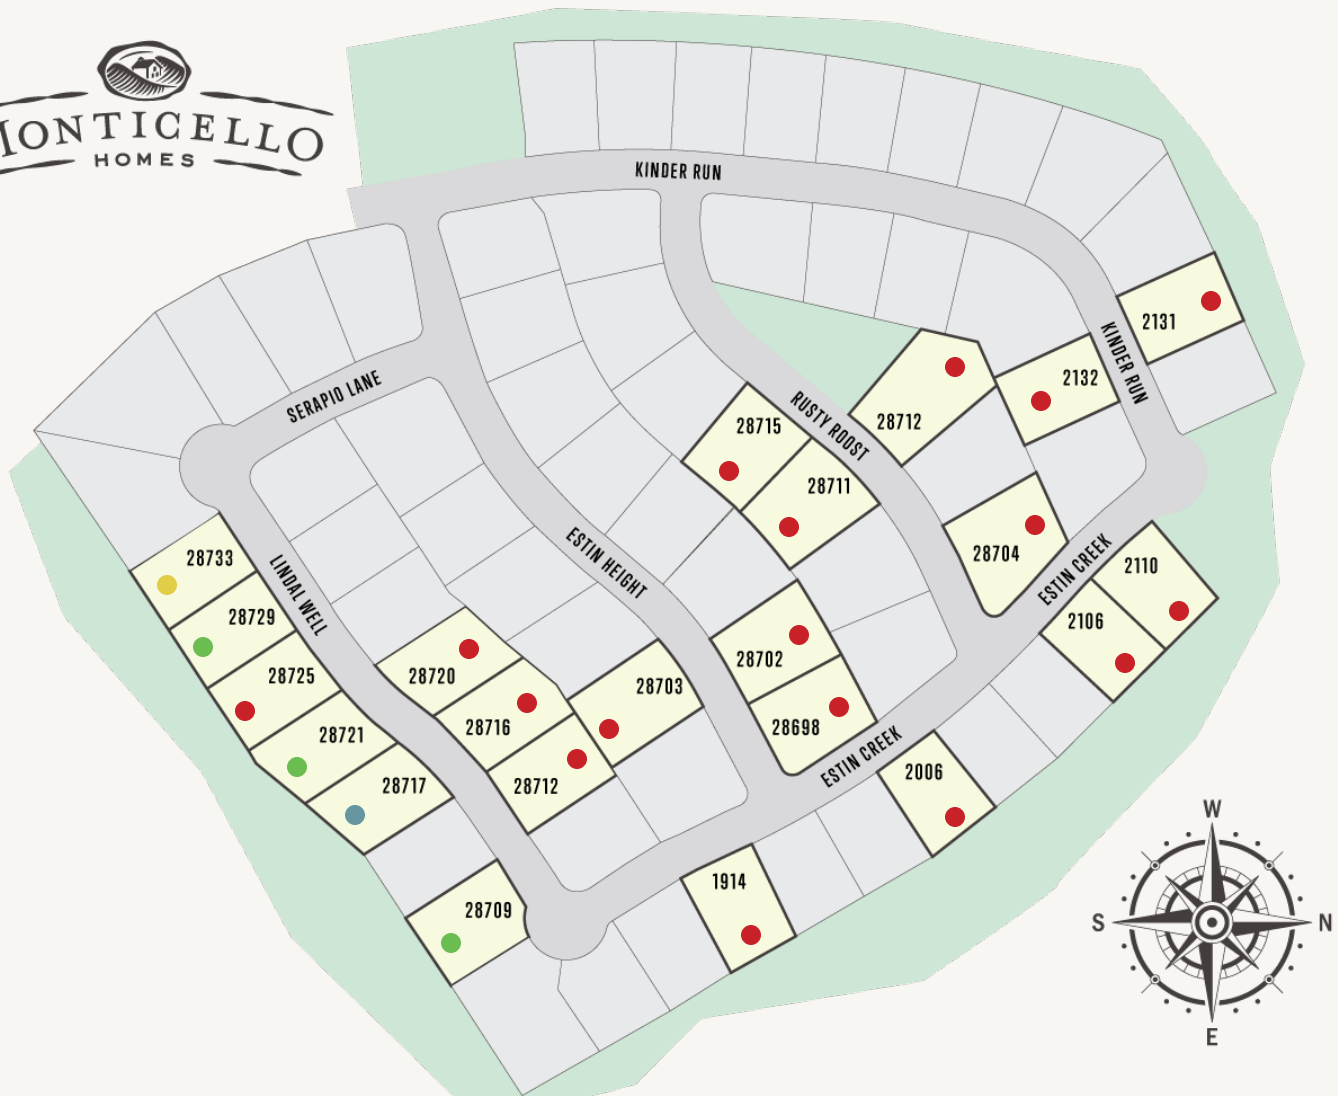 MONTICELLO
HOMES
KINDER RUN
2131
KINDER RUN
2132
SERAPIO LANE
RUSTY ROOST
28712
28715
28711
28704
ESTIN CREEK
2110
2106
ESTIN HEIGHT
LINDAL WELL
28733
28729
28725
28721
28717
28720
28716
28712
28703
28702
28698
ESTIN CREEK
2006
1914
28709
W
S
N
E